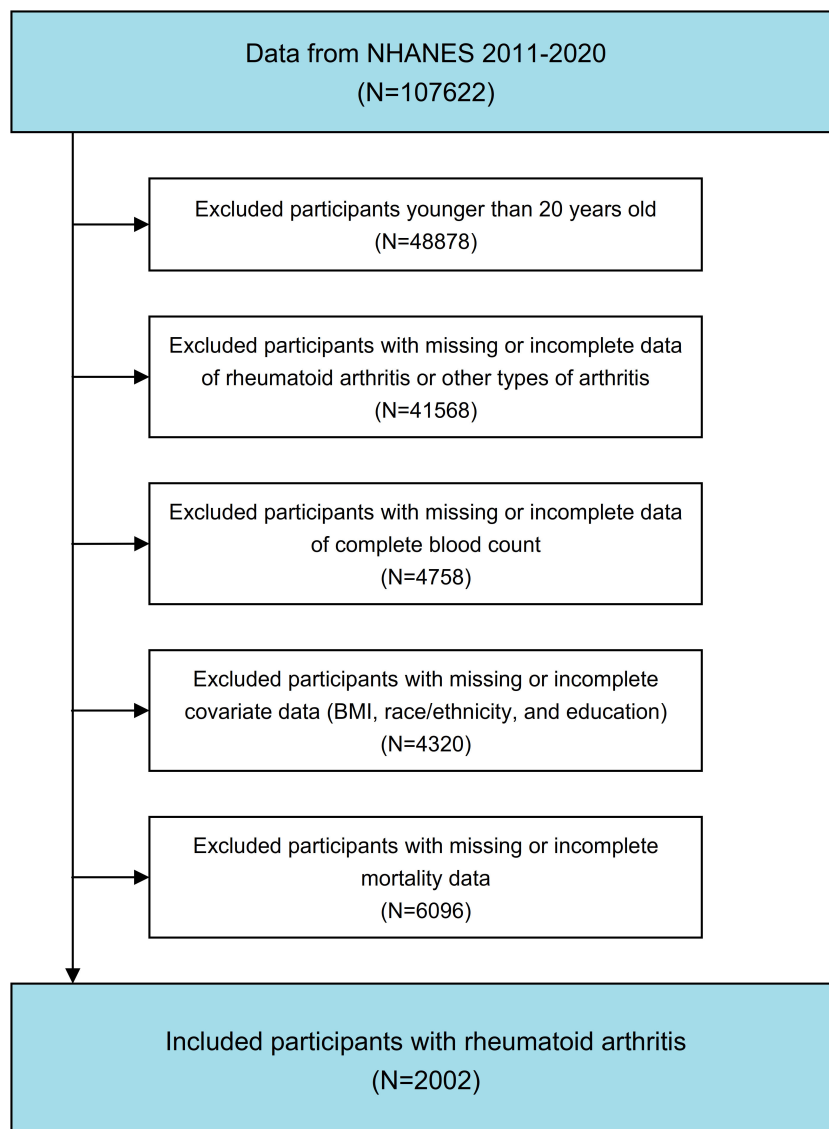 Data from NHANES 2011-2020
(N=107622)
Excluded participants younger than 20 years old
(N=48878)
Excluded participants with missing or incomplete data
of rheumatoid arthritis or other types of arthritis
(N=41568)
Excluded participants with missing or incomplete data
of complete blood count
(N=4758)
Excluded participants with missing or incomplete
covariate data (BMI, race/ethnicity, and education)
(N=4320)
Excluded participants with missing or incomplete
mortality data
(N=6096)
Included participants with rheumatoid arthritis
(N=2002)